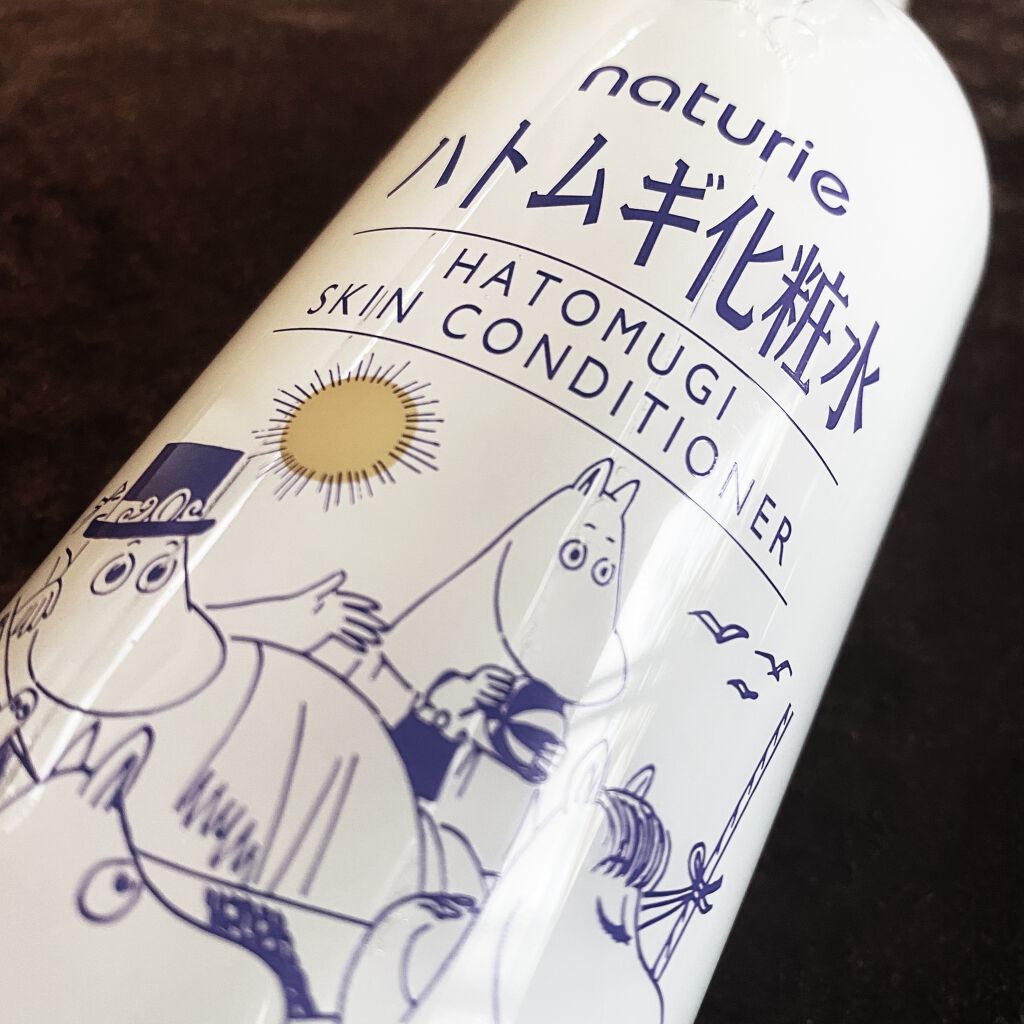 naturie
ハトムギ化粧水
HATOMUGI
SKIN CONDITIONER